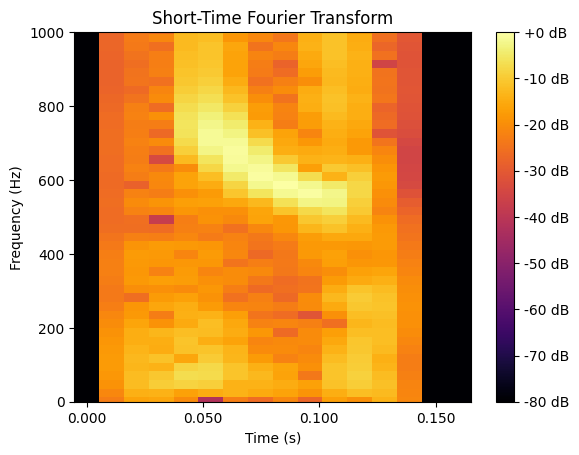 Short-Time Fourier Transform
1000
800
600
400
200
0
Frequency (Hz)
0.000
0.050
0.100
0.150
Time (s)
+0 dB
-10 dB
-20 dB
-30 dB
-40 dB
-50 dB
-60 dB
-70 dB
-80 dB